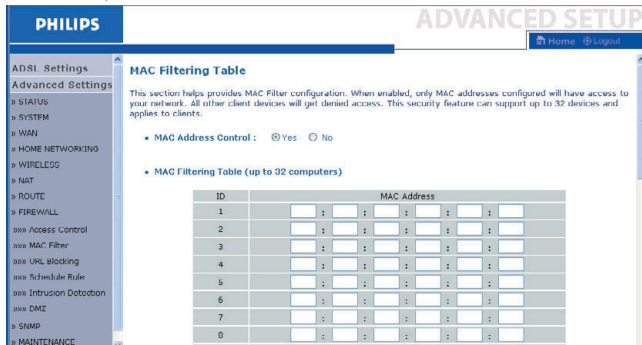 PHILIPS
ADVANCED SETUP
Home Logout
ADSL Settings
Advanced Settings
» STATUS
» SYSTEM
» WAN
» HOME NETWORKING
» WIRELESS
» NAT
» ROUTE
» FIREWALL
»»» Access Control
»»» MAC Filter
»»» URL Blocking
»»» Schedule Rule
»»» Intrusion Detection
»»» DMZ
» SNMP
» MAINTENANCE
MAC Filtering Table
This section helps provides MAC Filter configuration. When enabled, only MAC addresses configured will have access to
your network. All other client devices will get denied access. This security feature can support up to 32 devices and
applies to clients.
• MAC Address Control : Yes No
• MAC Filtering Table (up to 32 computers)
ID MAC Address
1 : : : : :
2 : : : : :
3 : : : : :
4 : : : : :
5 : : : : :
6 : : : : :
7 : : : : :
8 : : : : :